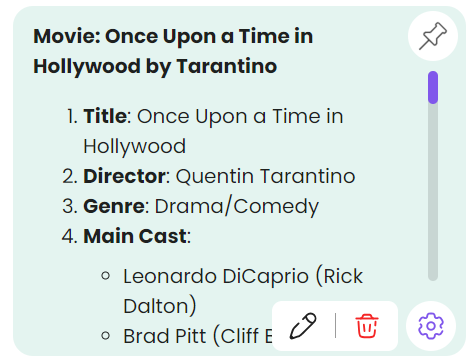 Movie: Once Upon a Time in
Hollywood by Tarantino
1. Title: Once Upon a Time in
Hollywood
2. Director: Quentin Tarantino
3. Genre: Drama/Comedy
4. Main Cast:
Leonardo DiCaprio (Rick
Dalton)
Brad Pitt (Cliff